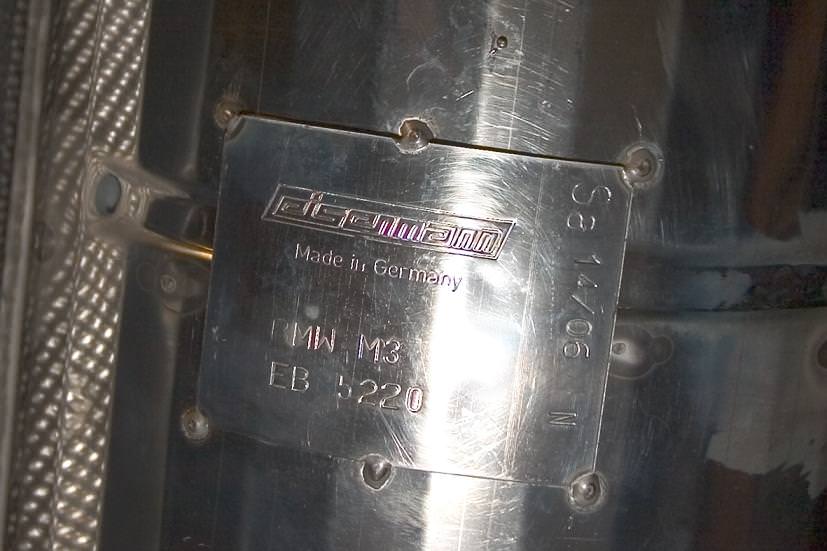 eisenmann
Made in Germany
BMW M3
EB 5220
S8 14/06 N